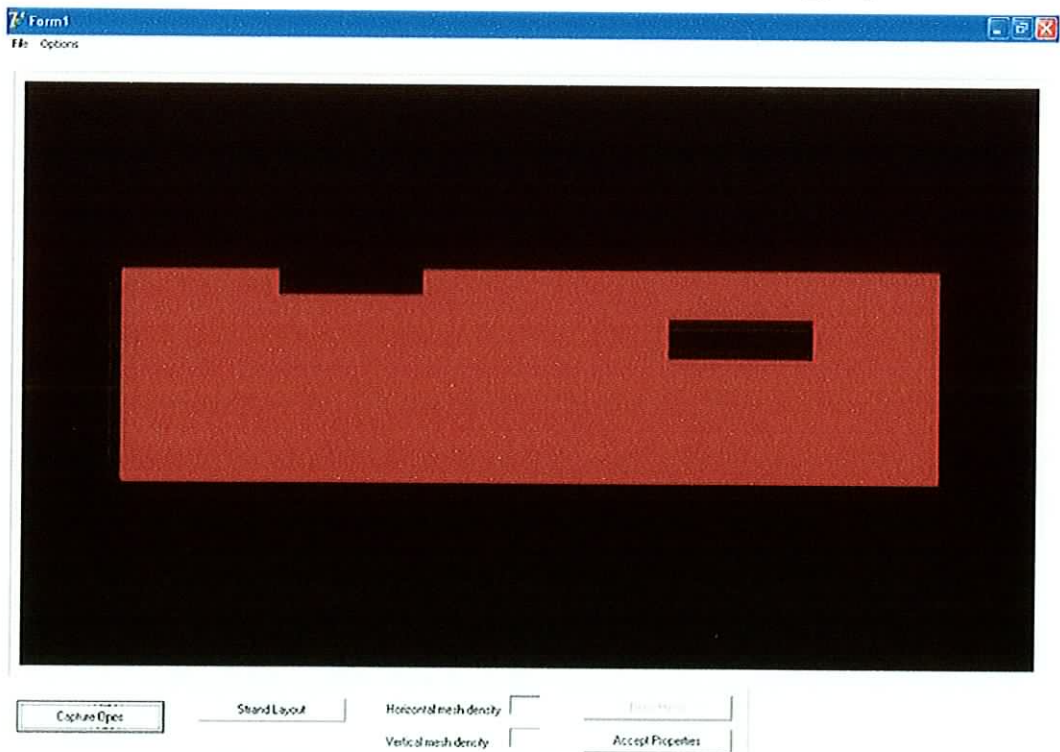 Form1
File Options
Capture Opes Strand Layout Horizontal mesh density
Vertical mesh density Accept Properties